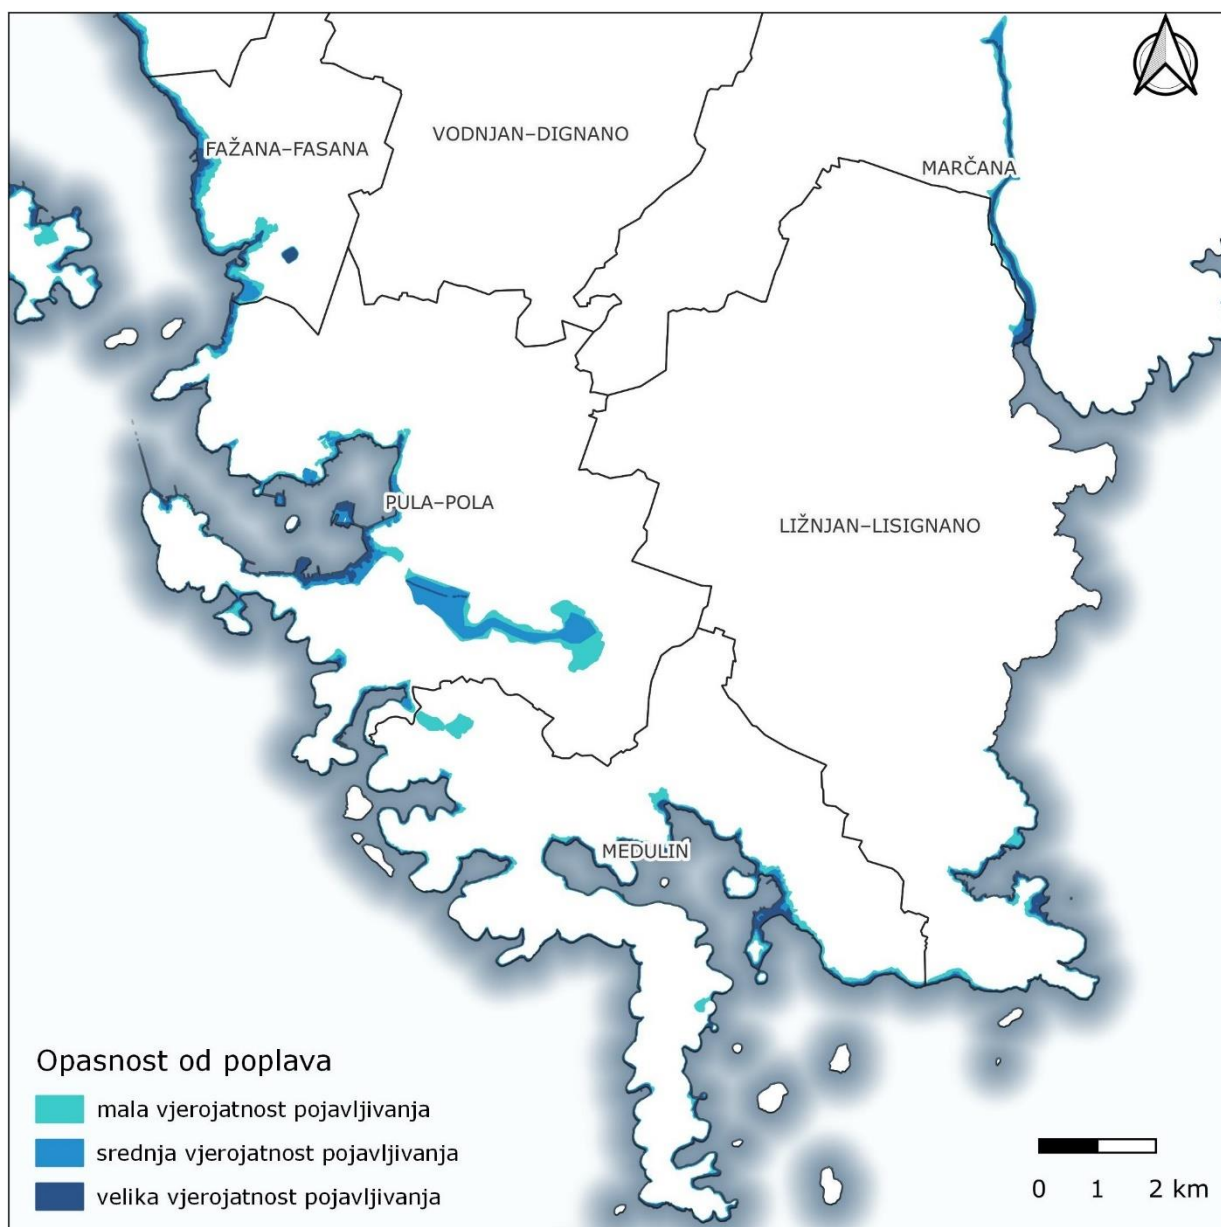 VODNJAN–DIGNANO
FAŽANA–FASANA
MARČANA
PULA–POLA
LIŽNJAN–LISIGNANO
MEDULIN
Opasnost od poplava
mala vjerojatnost pojavljivanja
srednja vjerojatnost pojavljivanja
velika vjerojatnost pojavljivanja
0 1 2 km